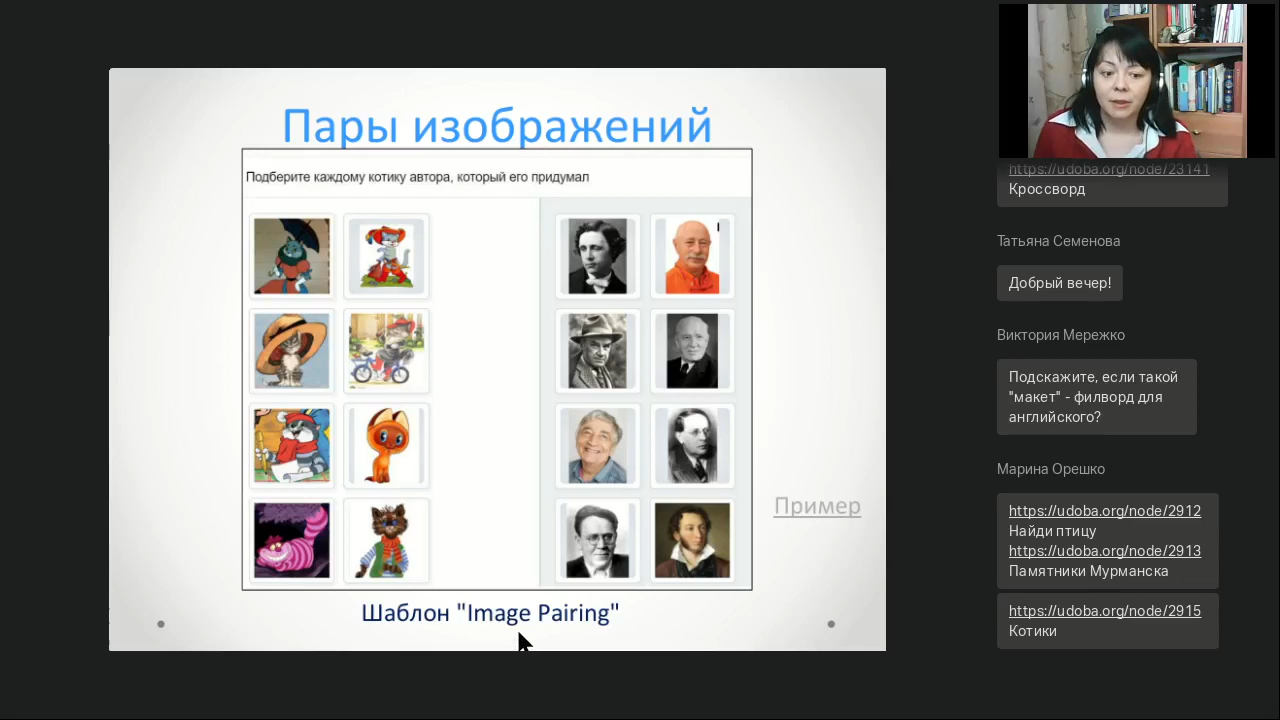 Пары изображений
Подберите каждому котику автора, который его придумал
Пример
Шаблон "Image Pairing"
https://udoba.org/node/23141
Кроссворд
Татьяна Семенова
Добрый вечер!
Виктория Мережко
Подскажите, если такой
"макет" - филворд для
английского?
Марина Орешко
https://udoba.org/node/2912
Найди птицу
https://udoba.org/node/2913
Памятники Мурманска
https://udoba.org/node/2915
Котики